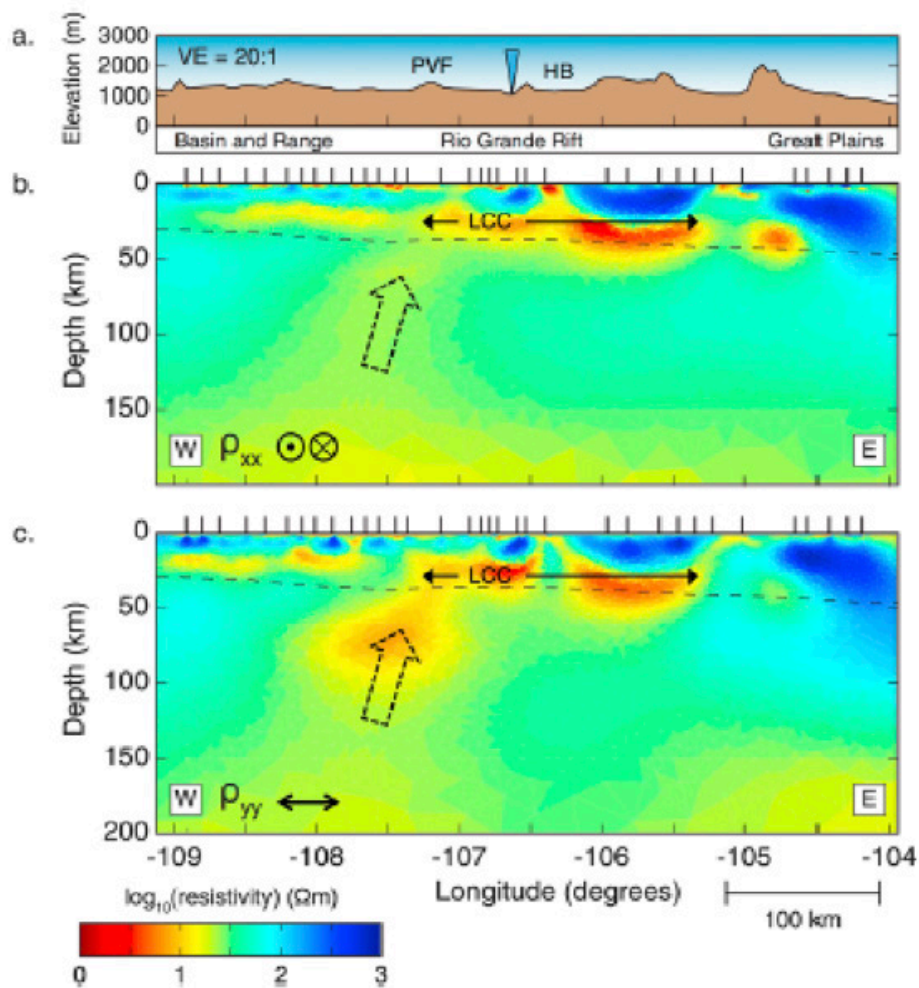 a.
Elevation (m)
3000
2000
1000
0
VE = 20:1
PVF
HB
Basin and Range Rio Grande Rift Great Plains
b.
Depth (km)
0
50
100
150
LCC
W ρxx E
c.
Depth (km)
0
50
100
150
200
LCC
W ρyy E
-109 -108 -107 -106 -105 -104
Longitude (degrees)
100 km
log10(resistivity) (Ωm)
0 1 2 3